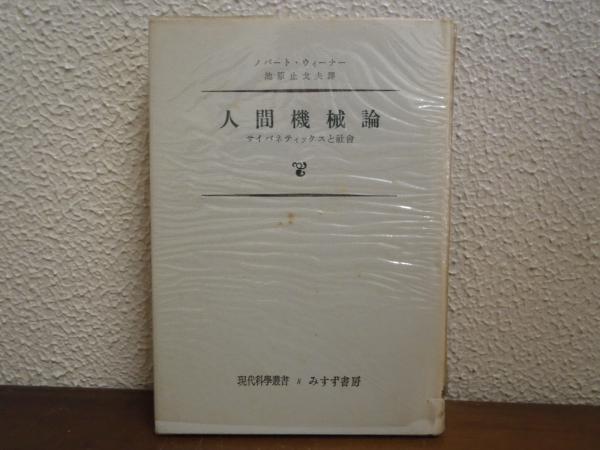 ノバート・ウィーナー
池原止戈夫譯
人間機械論
サイバネティックスと社會
現代科學叢書 8 みすず書房